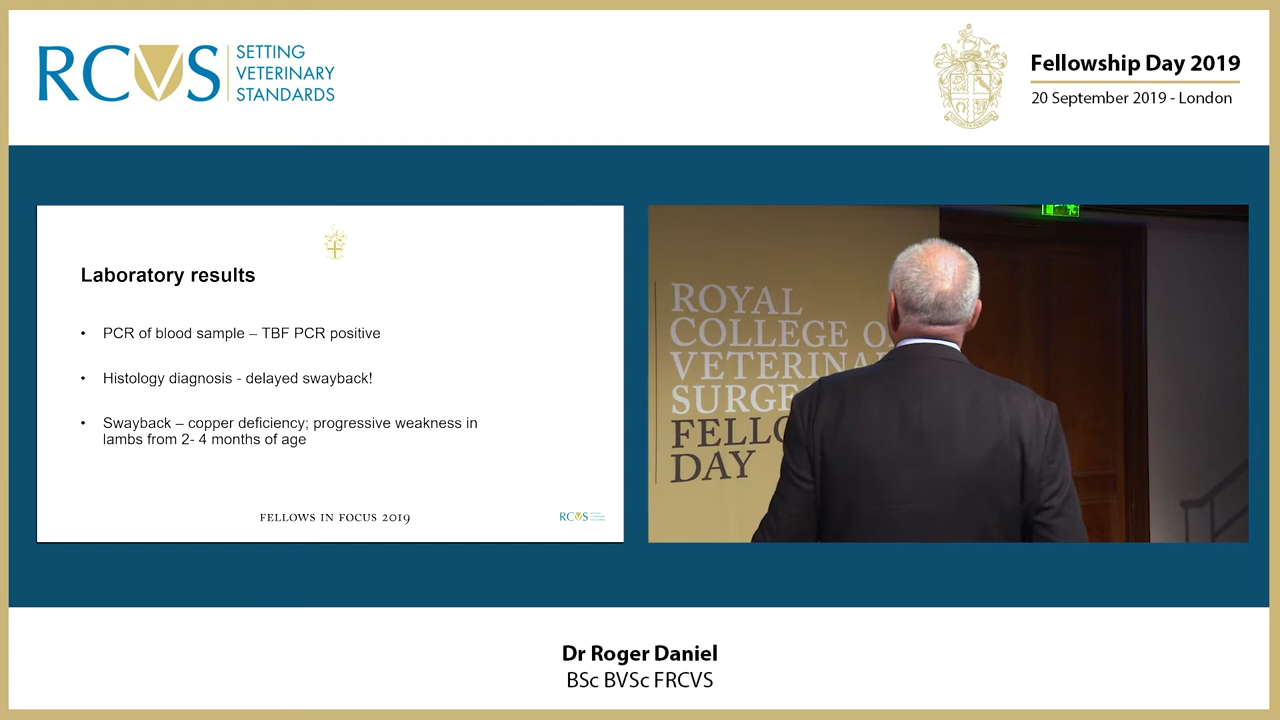 RCVS
SETTING
VETERINARY
STANDARDS
Fellowship Day 2019
20 September 2019 - London
Laboratory results
• PCR of blood sample – TBF PCR positive
• Histology diagnosis - delayed swayback!
• Swayback – copper deficiency; progressive weakness in
lambs from 2- 4 months of age
FELLOWS IN FOCUS 2019
RCVS
ROYAL
COLLEGE O
VETERINA
SURGE
FELLO
DAY
Dr Roger Daniel
BSc BVSc FRCVS